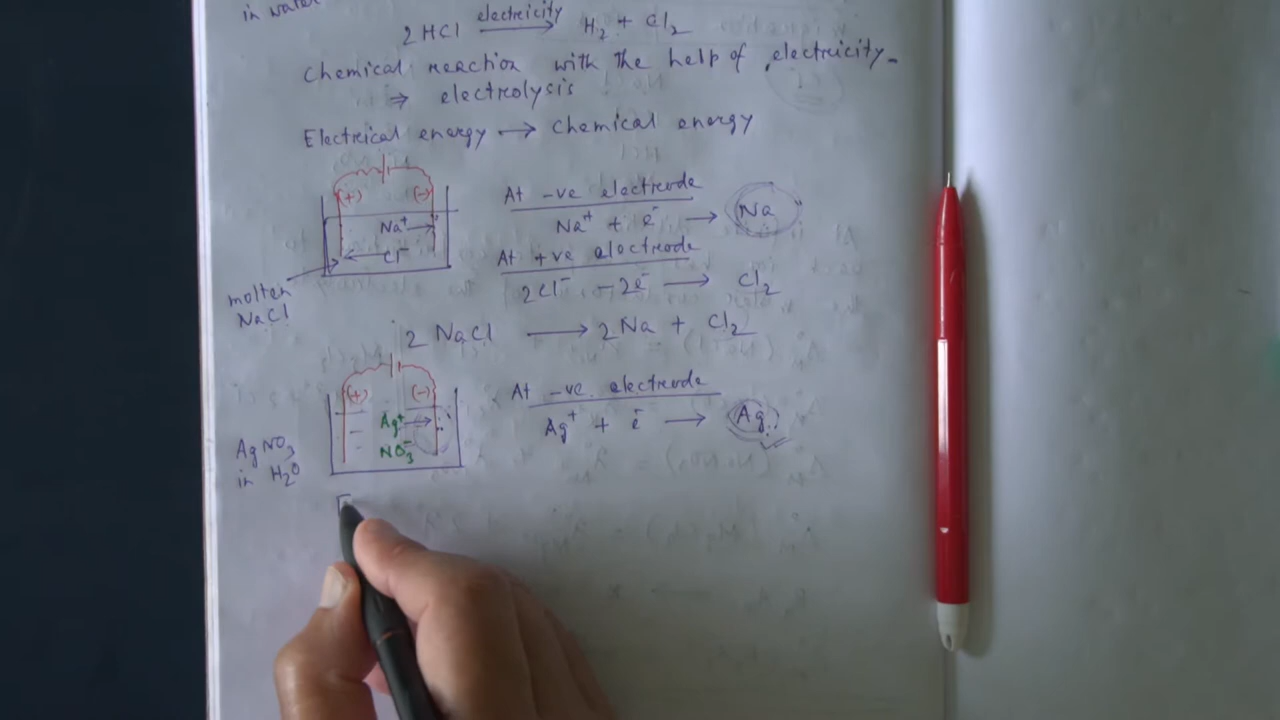 in water
2 HCl electricity → H₂ + Cl₂
Chemical reaction with the help of electricity.
⇒ electrolysis
Electrical energy → Chemical energy
(+) (-)
Na⁺ →
← Cl⁻
molten
NaCl
At -ve electrode
Na⁺ + e⁻ → Na
At +ve electrode
2Cl⁻ - 2e⁻ → Cl₂
2 NaCl → 2 Na + Cl₂
(+) (-)
Ag⁺ →
NO₃⁻
AgNO₃
in H₂O
At -ve electrode
Ag⁺ + e⁻ → Ag